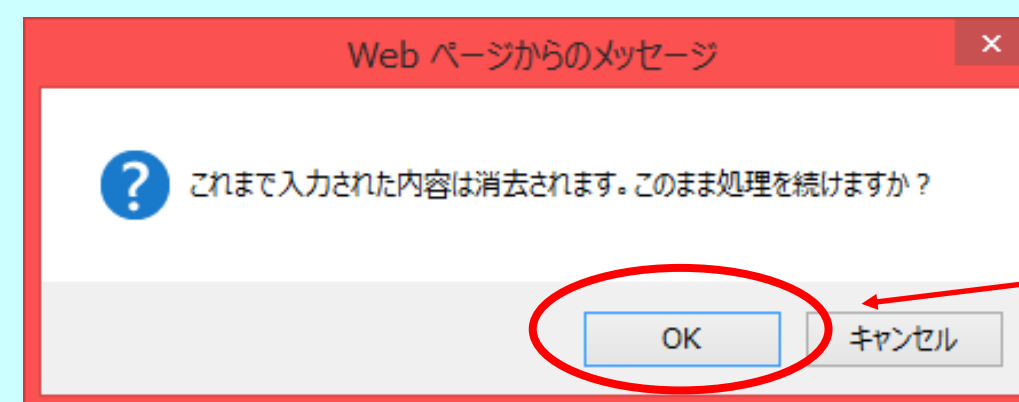 Web ページからのメッセージ
これまで入力された内容は消去されます。このまま処理を続けますか？
OK
キャンセル